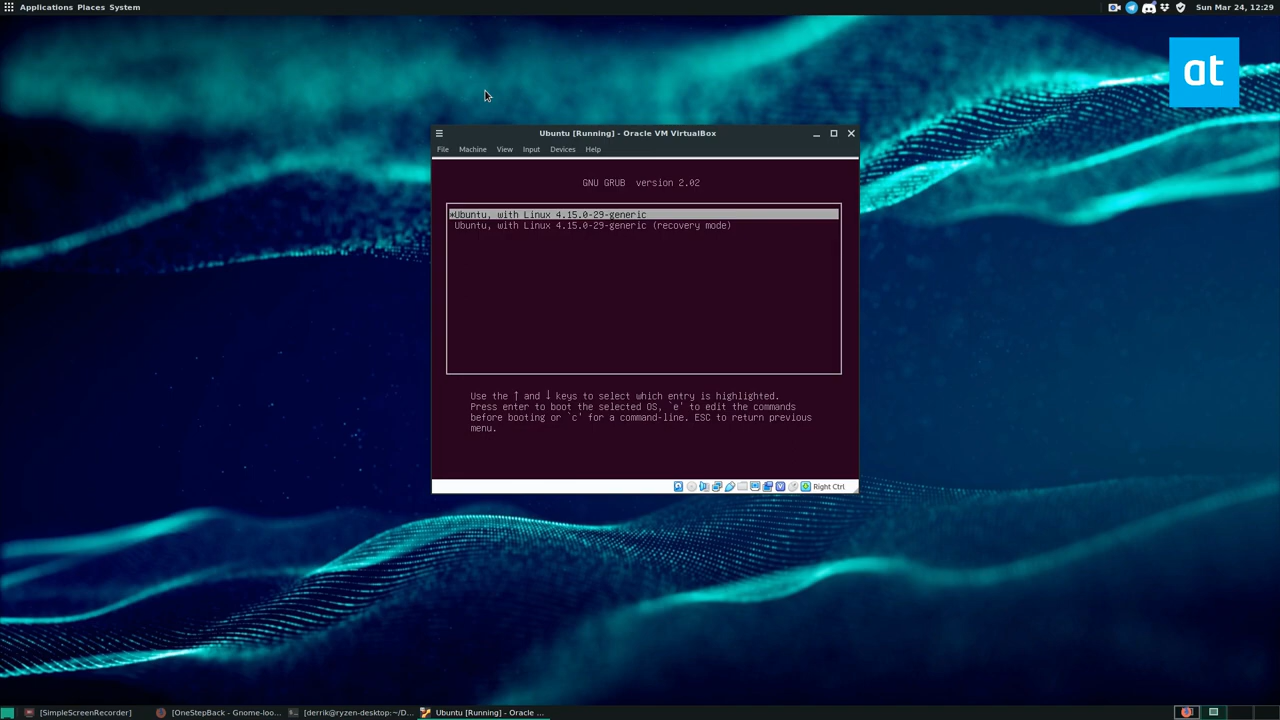 Applications Places System
Sun Mar 24, 12:29
at
Ubuntu [Running] - Oracle VM VirtualBox
File Machine View Input Devices Help
GNU GRUB version 2.02
*Ubuntu, with Linux 4.15.0-29-generic
Ubuntu, with Linux 4.15.0-29-generic (recovery mode)
Use the ↑ and ↓ keys to select which entry is highlighted.
Press enter to boot the selected OS, `e' to edit the commands
before booting or `c' for a command-line. ESC to return previous
menu.
Right Ctrl
[SimpleScreenRecorder] [OneStepBack - Gnome-loo... [derrik@ryzen-desktop:~/D... Ubuntu [Running] - Oracle ...